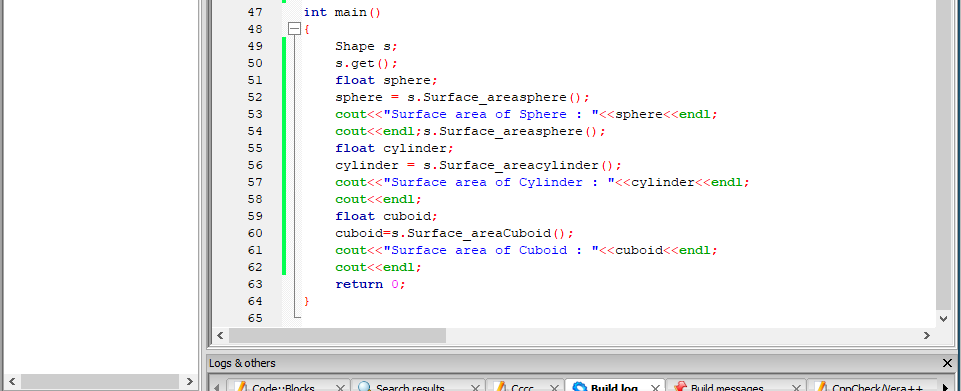 47 int main()
48 {
49 Shape s;
50 s.get();
51 float sphere;
52 sphere = s.Surface_areasphere();
53 cout<<"Surface area of Sphere : "<<sphere<<endl;
54 cout<<endl;s.Surface_areasphere();
55 float cylinder;
56 cylinder = s.Surface_areacylinder();
57 cout<<"Surface area of Cylinder : "<<cylinder<<endl;
58 cout<<endl;
59 float cuboid;
60 cuboid=s.Surface_areaCuboid();
61 cout<<"Surface area of Cuboid : "<<cuboid<<endl;
62 cout<<endl;
63 return 0;
64 }
65
Logs & others
Code::Blocks Search results Cccc Build log Build messages CppCheck/Vera++